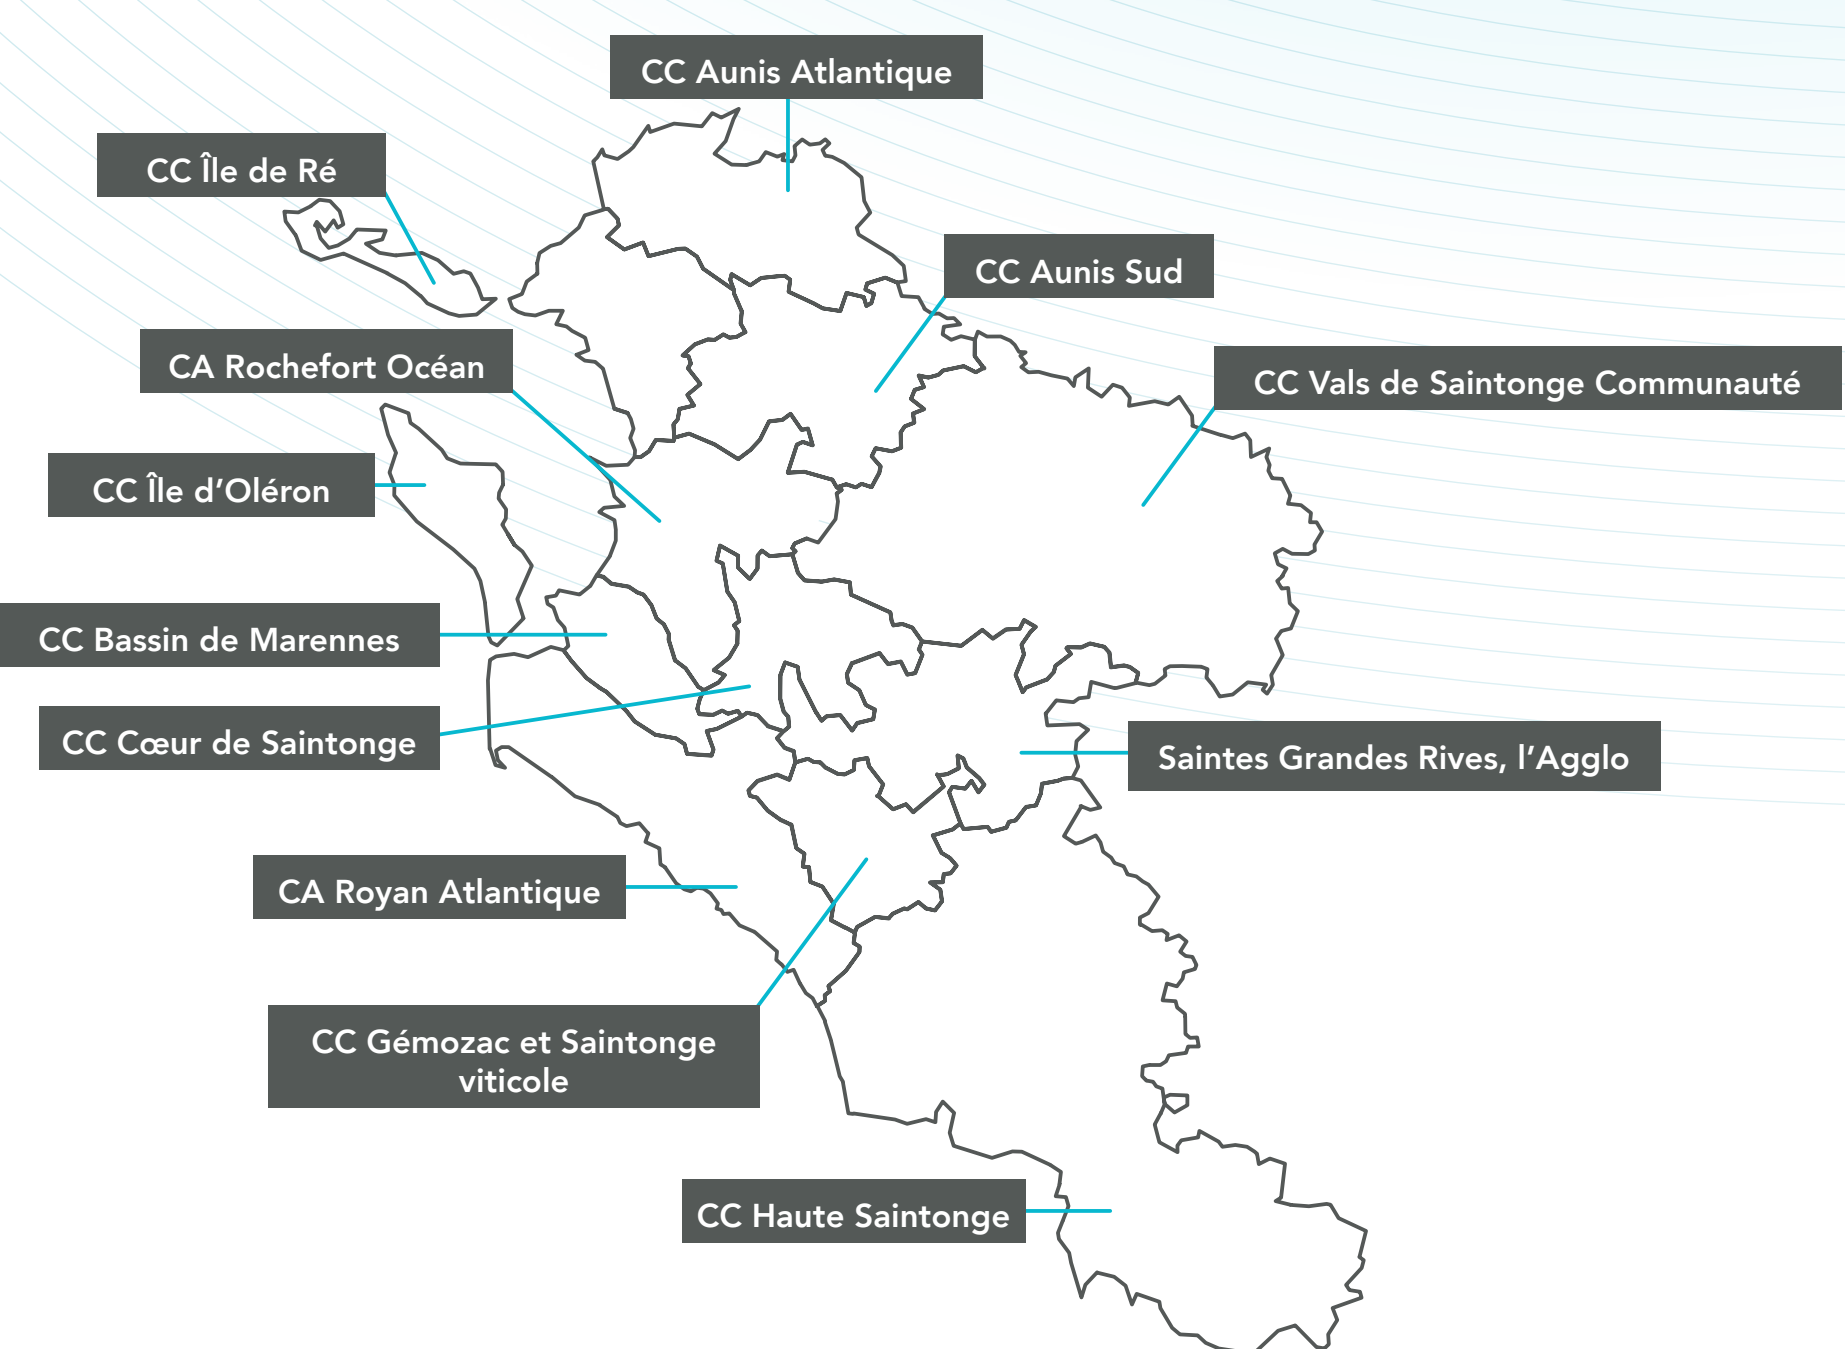 CC Aunis Atlantique
CC Île de Ré
CC Aunis Sud
CA Rochefort Océan
CC Vals de Saintonge Communauté
CC Île d’Oléron
CC Bassin de Marennes
CC Cœur de Saintonge
Saintes Grandes Rives, l’Agglo
CA Royan Atlantique
CC Gémozac et Saintonge
viticole
CC Haute Saintonge